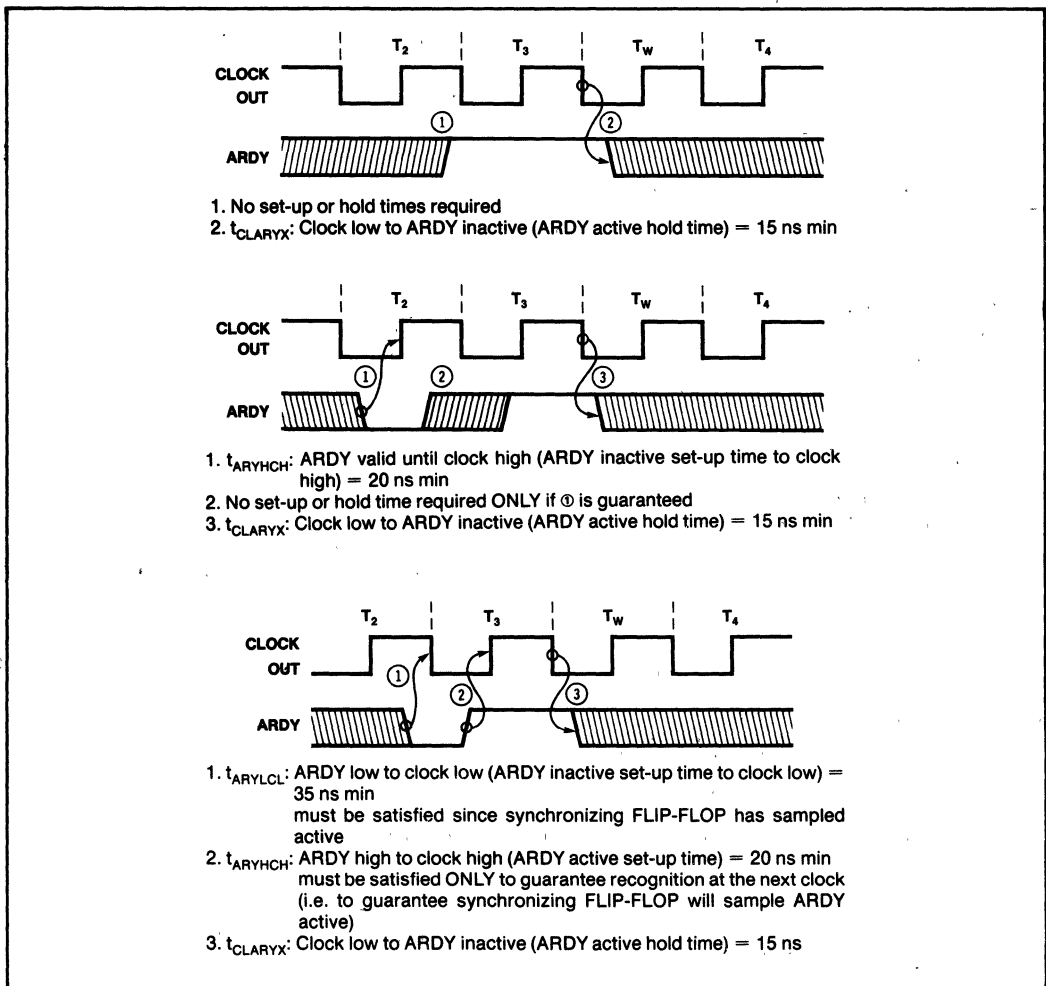 T2 T3 TW T4
CLOCK
OUT
① ②
ARDY
1. No set-up or hold times required
2. tCLARYX: Clock low to ARDY inactive (ARDY active hold time) = 15 ns min
T2 T3 TW T4
CLOCK
OUT
① ② ③
ARDY
1. tARYHCH: ARDY valid until clock high (ARDY inactive set-up time to clock
high) = 20 ns min
2. No set-up or hold time required ONLY if ① is guaranteed
3. tCLARYX: Clock low to ARDY inactive (ARDY active hold time) = 15 ns min
T2 T3 TW T4
CLOCK
OUT
① ② ③
ARDY
1. tARYLCL: ARDY low to clock low (ARDY inactive set-up time to clock low) =
35 ns min
must be satisfied since synchronizing FLIP-FLOP has sampled
active
2. tARYHCH: ARDY high to clock high (ARDY active set-up time) = 20 ns min
must be satisfied ONLY to guarantee recognition at the next clock
(i.e. to guarantee synchronizing FLIP-FLOP will sample ARDY
active)
3. tCLARYX: Clock low to ARDY inactive (ARDY active hold time) = 15 ns